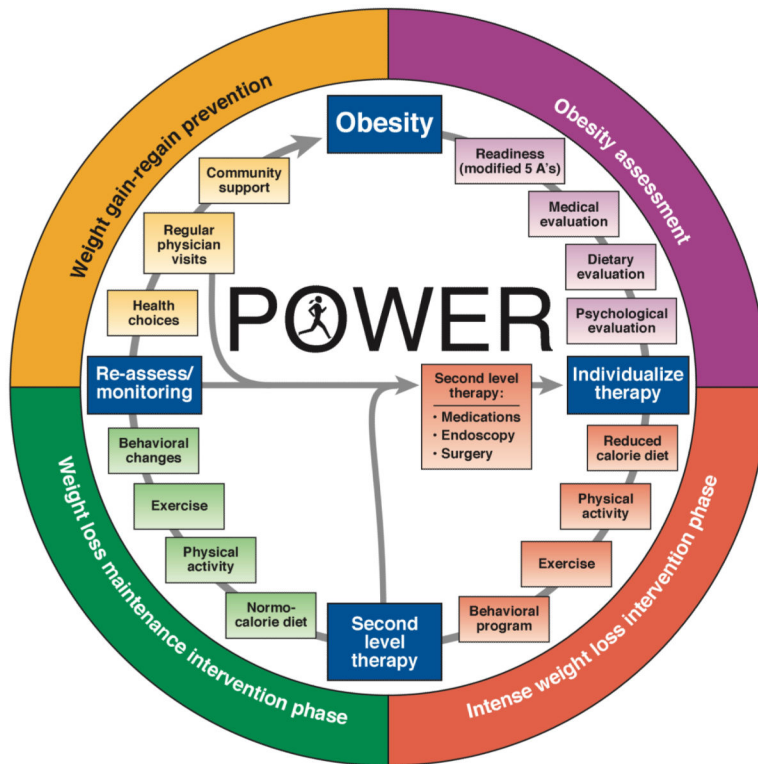 Weight gain-regain prevention
Obesity assessment
Obesity
Readiness
(modified 5 A's)
Medical
evaluation
Dietary
evaluation
Psychological
evaluation
Community
support
Regular
physician
visits
Health
choices
POWER
Re-assess/
monitoring
Second level
therapy:
• Medications
• Endoscopy
• Surgery
Individualize
therapy
Behavioral
changes
Exercise
Physical
activity
Normo-
calorie diet
Second
level
therapy
Reduced
calorie diet
Physical
activity
Exercise
Behavioral
program
Weight loss maintenance intervention phase
Intense weight loss intervention phase